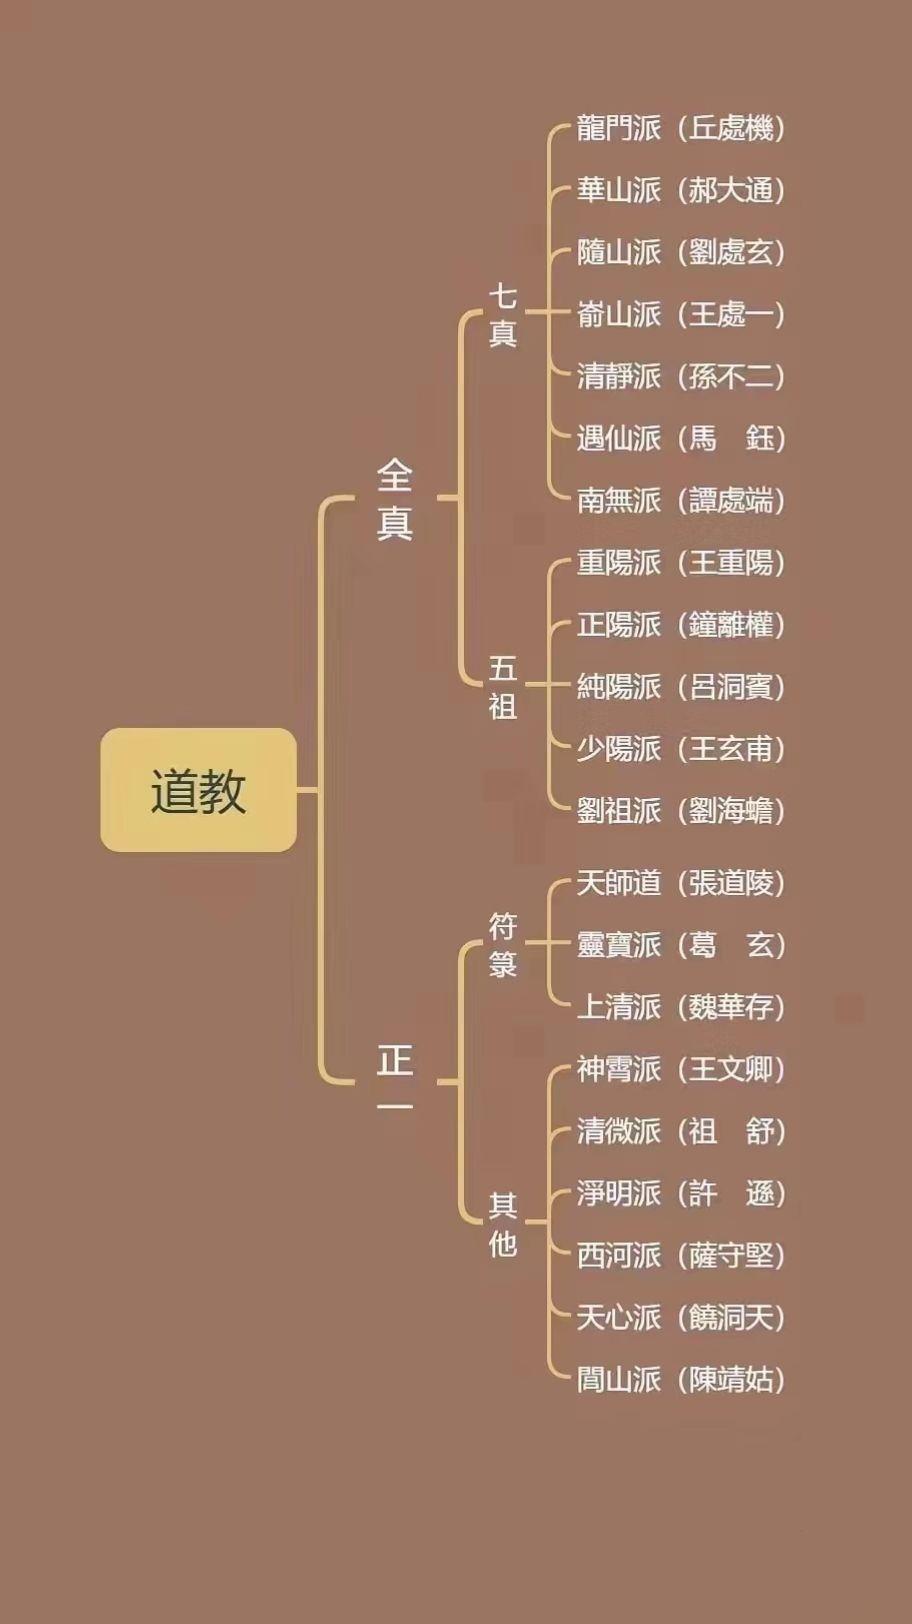 道教
全真
七真
龍門派（丘處機）
華山派（郝大通）
隨山派（劉處玄）
嵛山派（王處一）
清靜派（孫不二）
遇仙派（馬　鈺）
南無派（譚處端）
五祖
重陽派（王重陽）
正陽派（鐘離權）
純陽派（呂洞賓）
少陽派（王玄甫）
劉祖派（劉海蟾）
正一
符箓
天師道（張道陵）
靈寶派（葛　玄）
上清派（魏華存）
其他
神霄派（王文卿）
清微派（祖　舒）
淨明派（許　遜）
西河派（薩守堅）
天心派（饒洞天）
閭山派（陳靖姑）